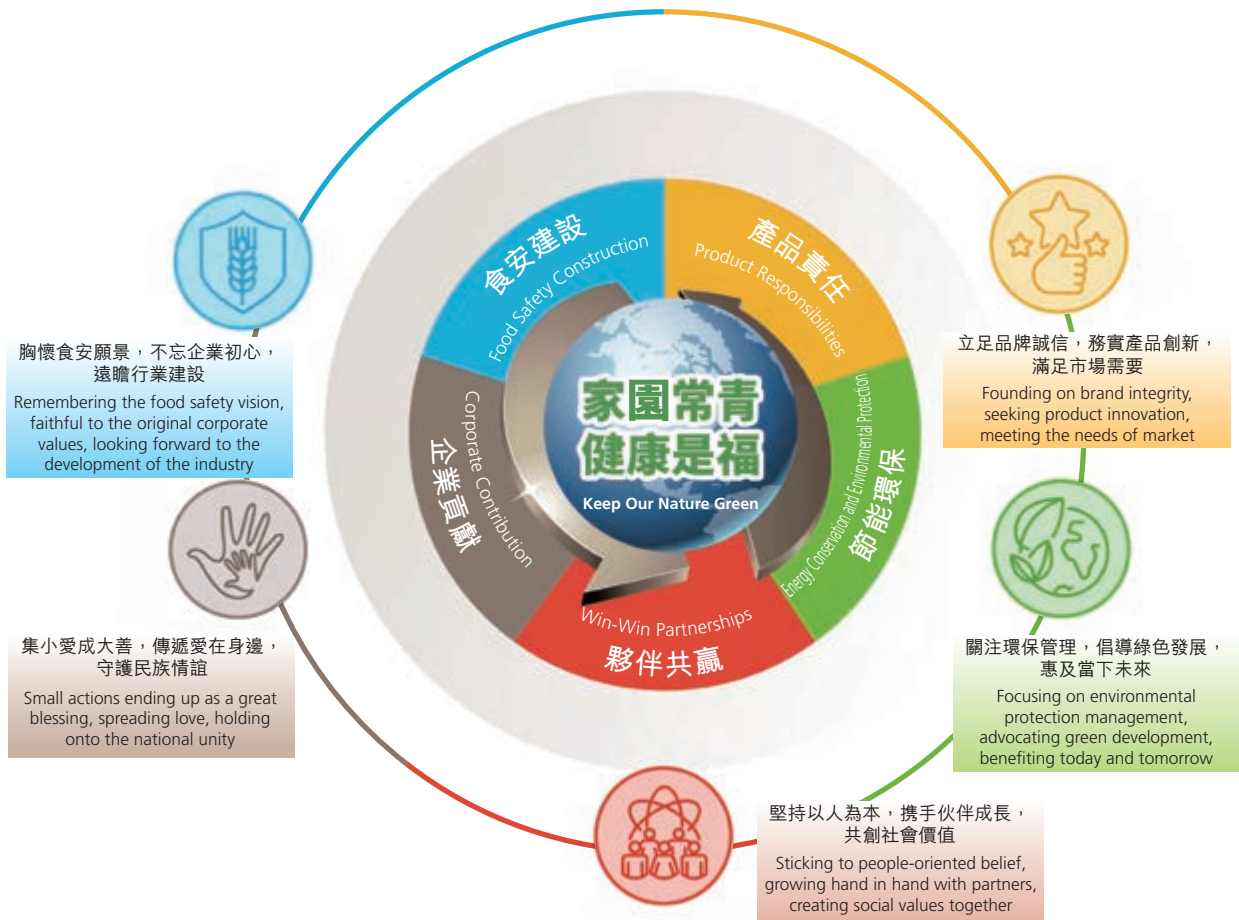 食安建設
Food Safety Construction
產品責任
Product Responsibilities
節能環保
Energy Conservation and Environmental Protection
夥伴共贏
Win-Win Partnerships
企業貢獻
Corporate Contribution
家園常青
健康是福
Keep Our Nature Green
胸懷食安願景，不忘企業初心，
遠瞻行業建設
Remembering the food safety vision,
faithful to the original corporate
values, looking forward to the
development of the industry
立足品牌誠信，務實產品創新，
滿足市場需要
Founding on brand integrity,
seeking product innovation,
meeting the needs of market
集小愛成大善，傳遞愛在身邊，
守護民族情誼
Small actions ending up as a great
blessing, spreading love, holding
onto the national unity
關注環保管理，倡導綠色發展，
惠及當下未來
Focusing on environmental
protection management,
advocating green development,
benefiting today and tomorrow
堅持以人為本，携手伙伴成長，
共創社會價值
Sticking to people-oriented belief,
growing hand in hand with partners,
creating social values together